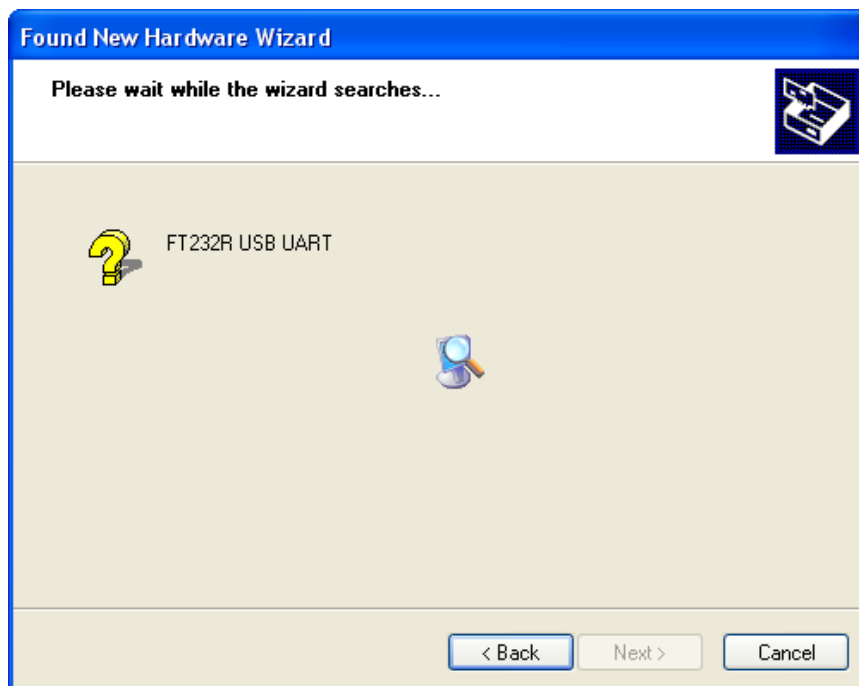 Found New Hardware Wizard
Please wait while the wizard searches...
FT232R USB UART
< Back
Next >
Cancel